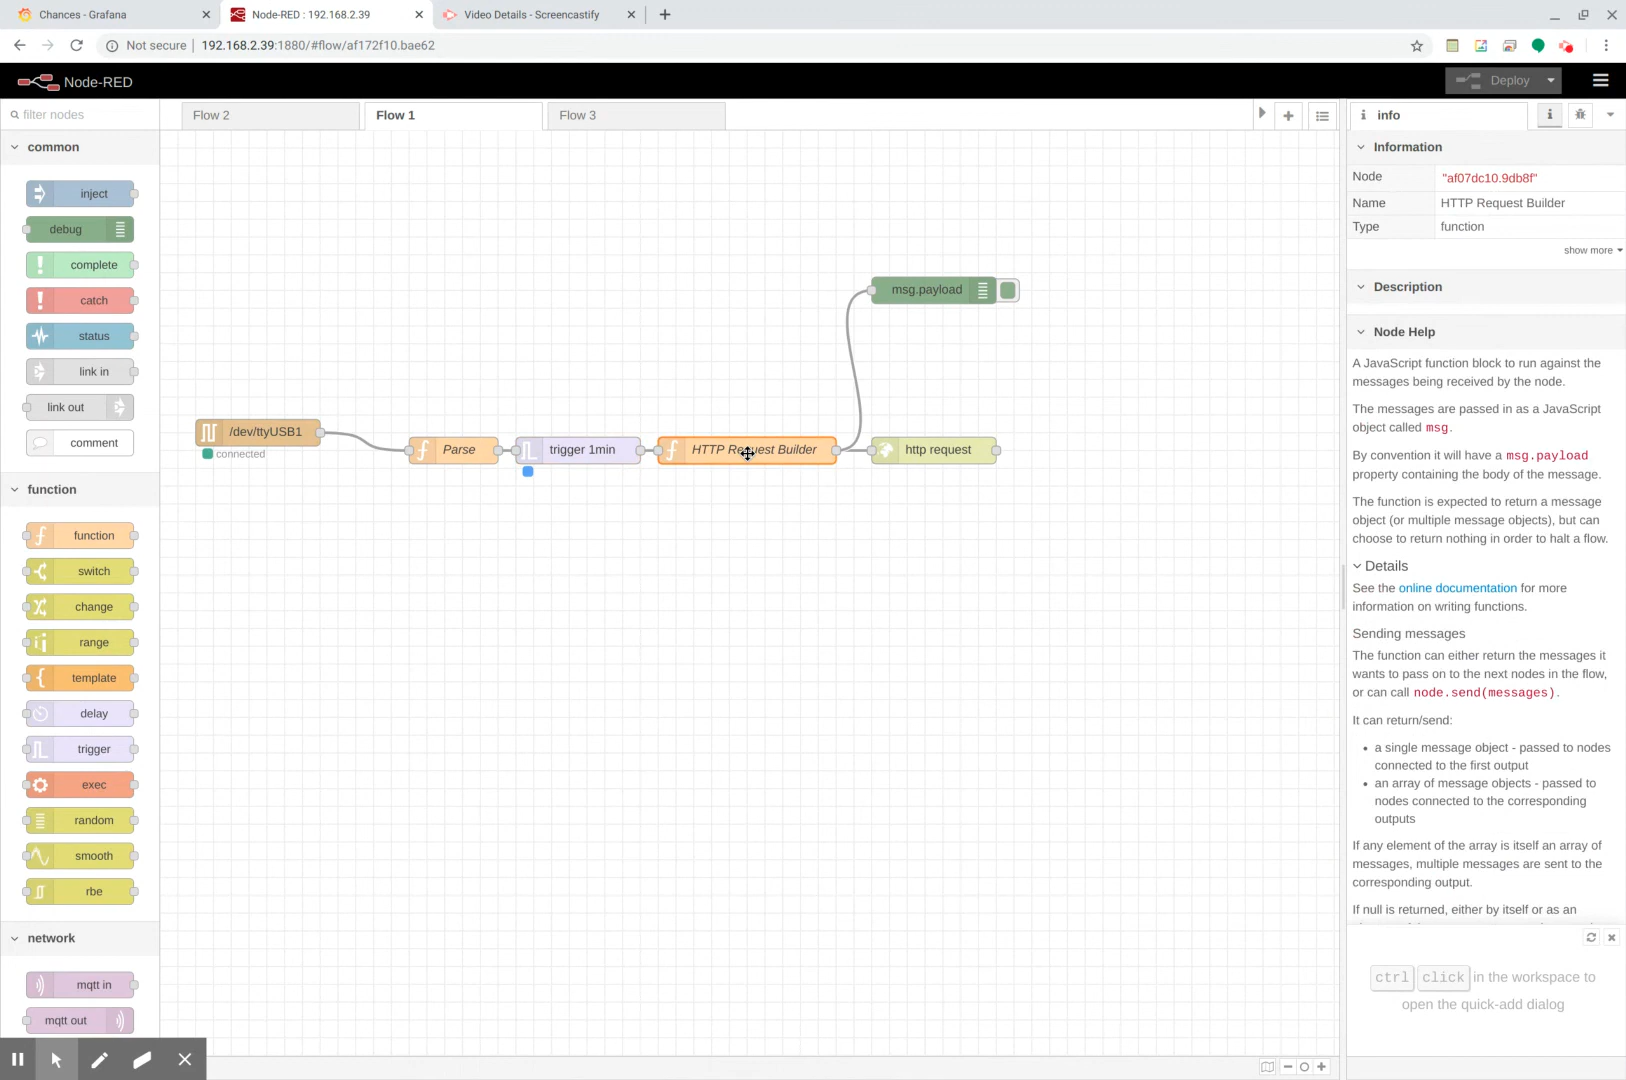 Chances - Grafana
Node-RED : 192.168.2.39
Video Details - Screencastify
Not secure
192.168.2.39:1880/#flow/af172f10.bae62
Node-RED
Deploy
filter nodes
Flow 2
Flow 1
Flow 3
info
common
inject
debug
complete
catch
status
link in
link out
comment
function
function
switch
change
range
template
delay
trigger
exec
random
smooth
rbe
network
mqtt in
mqtt out
/dev/ttyUSB1
connected
Parse
trigger 1min
HTTP Request Builder
msg.payload
http request
Information
Node "af07dc10.9db8f"
Name HTTP Request Builder
Type function
show more
Description
Node Help
A JavaScript function block to run against the
messages being received by the node.
The messages are passed in as a JavaScript
object called msg.
By convention it will have a msg.payload
property containing the body of the message.
The function is expected to return a message
object (or multiple message objects), but can
choose to return nothing in order to halt a flow.
Details
See the online documentation for more
information on writing functions.
Sending messages
The function can either return the messages it
wants to pass on to the next nodes in the flow,
or can call node.send(messages).
It can return/send:
• a single message object - passed to nodes
connected to the first output
• an array of message objects - passed to
nodes connected to the corresponding
outputs
If any element of the array is itself an array of
messages, multiple messages are sent to the
corresponding output.
If null is returned, either by itself or as an
ctrl click in the workspace to
open the quick-add dialog